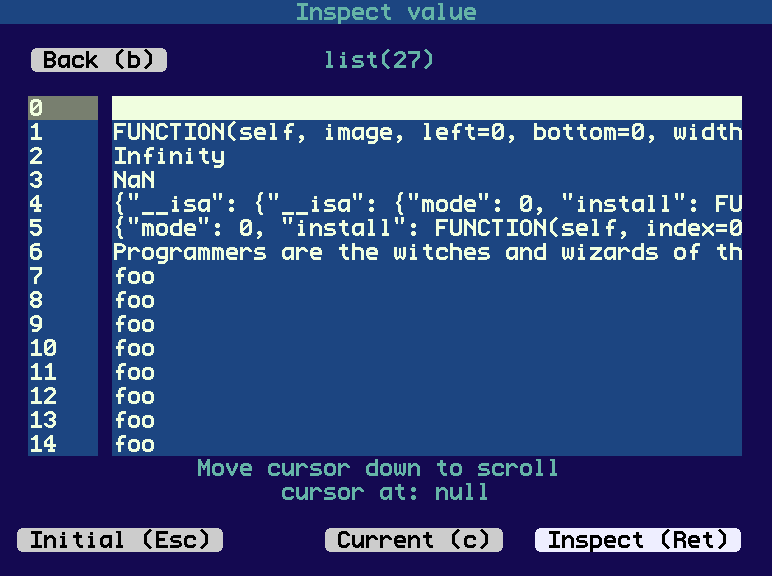 Inspect value
Back (b) list(27)
0
1 FUNCTION(self, image, left=0, bottom=0, width
2 Infinity
3 NaN
4 {"__isa": {"__isa": {"mode": 0, "install": FU
5 {"mode": 0, "install": FUNCTION(self, index=0
6 Programmers are the witches and wizards of th
7 foo
8 foo
9 foo
10 foo
11 foo
12 foo
13 foo
14 foo
Move cursor down to scroll
cursor at: null
Initial (Esc) Current (c) Inspect (Ret)